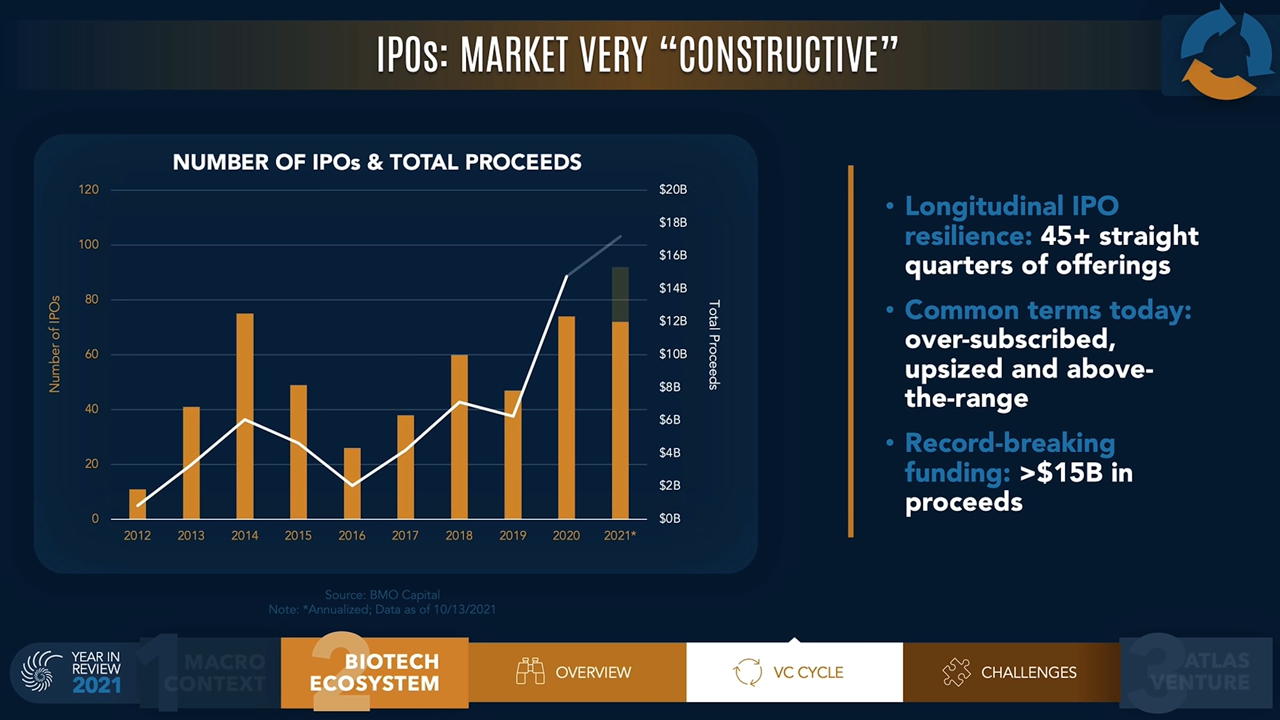 IPOs: MARKET VERY “CONSTRUCTIVE”
NUMBER OF IPOs & TOTAL PROCEEDS
120
100
80
60
40
20
0
Number of IPOs
$20B
$18B
$16B
$14B
$12B
$10B
$8B
$6B
$4B
$2B
$0B
Total Proceeds
2012 2013 2014 2015 2016 2017 2018 2019 2020 2021*
Source: BMO Capital
Note: *Annualized; Data as of 10/13/2021
• Longitudinal IPO
resilience: 45+ straight
quarters of offerings
• Common terms today:
over-subscribed,
upsized and above-
the-range
• Record-breaking
funding: >$15B in
proceeds
YEAR IN
REVIEW
2021
1
MACRO
CONTEXT
2
BIOTECH
ECOSYSTEM
OVERVIEW
VC CYCLE
CHALLENGES
3
ATLAS
VENTURE